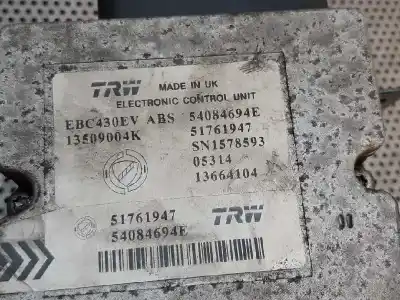 TRW MADE IN UK
ELECTRONIC CONTROL UNIT
EBC430EV ABS 54084694E
13509004K 51761947
SN1578593
05314
13664104
51761947 TRW
54084694E